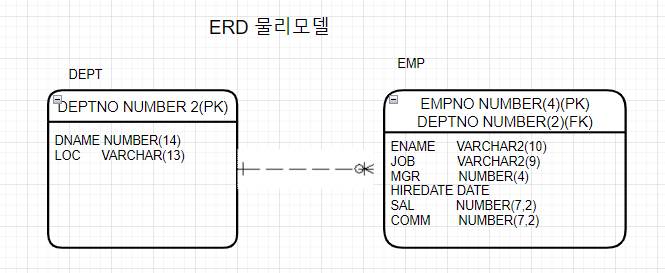 ERD 물리모델
DEPT
DEPTNO NUMBER 2(PK)
DNAME NUMBER(14)
LOC VARCHAR(13)
EMP
EMPNO NUMBER(4)(PK)
DEPTNO NUMBER(2)(FK)
ENAME VARCHAR2(10)
JOB VARCHAR2(9)
MGR NUMBER(4)
HIREDATE DATE
SAL NUMBER(7,2)
COMM NUMBER(7,2)